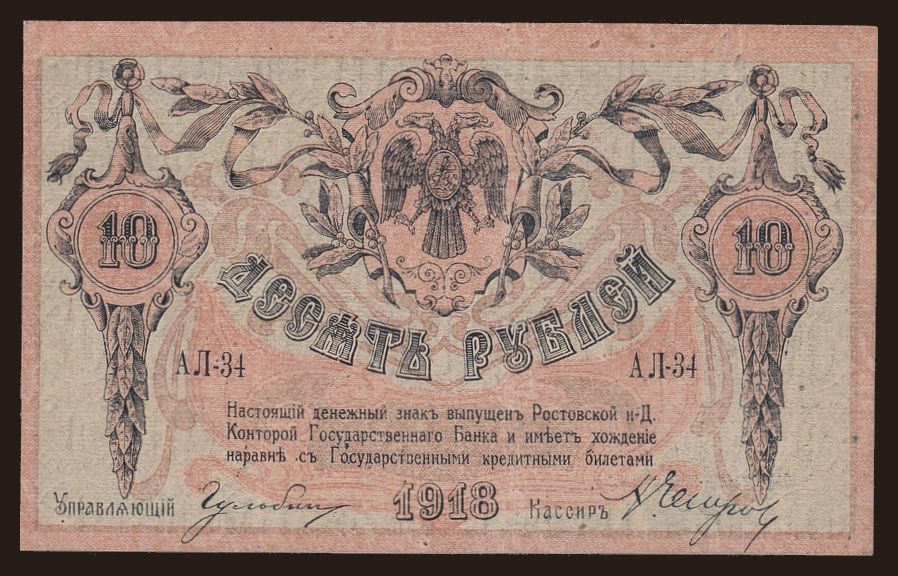 10
10
ДЕСѦТЬ РУБЛЕЙ
АЛ-34
АЛ-34
Настоящій денежный знакъ выпущенъ Ростовской н-Д.
Конторой Государственнаго Банка и имѣетъ хожденіе
наравнѣ съ Государственными кредитными билетами
Управляющій
1918
Кассиръ